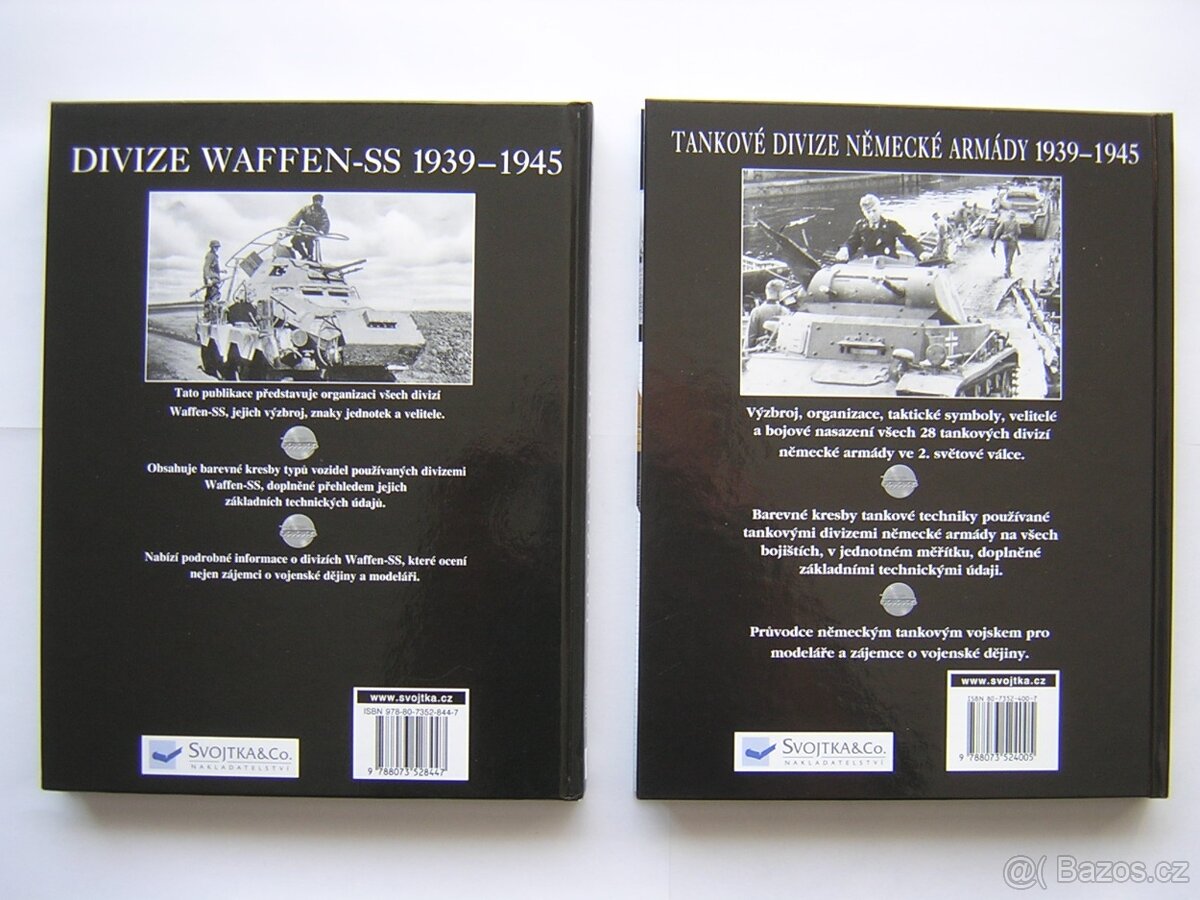 DIVIZE WAFFEN-SS 1939–1945
Tato publikace představuje organizaci všech divizí
Waffen-SS, jejich výzbroj, znaky jednotek a velitele.
Obsahuje barevné kresby typů vozidel používaných divizemi
Waffen-SS, doplněné přehledem jejich
základních technických údajů.
Nabízí podrobné informace o divizích Waffen-SS, které ocení
nejen zájemci o vojenské dějiny a modeláři.
www.svojtka.cz
ISBN 978-80-7352-844-7
9 788073 528447
SVOJTKA&CO.
NAKLADATELSTVÍ
TANKOVÉ DIVIZE NĚMECKÉ ARMÁDY 1939–1945
Výzbroj, organizace, taktické symboly, velitelé
a bojové nasazení všech 28 tankových divizí
německé armády ve 2. světové válce.
Barevné kresby tankové techniky používané
tankovými divizemi německé armády na všech
bojištích, v jednotném měřítku, doplněné
základními technickými údaji.
Průvodce německým tankovým vojskem pro
modeláře a zájemce o vojenské dějiny.
www.svojtka.cz
ISBN 80-7352-400-7
9 788073 524005
SVOJTKA&CO.
NAKLADATELSTVÍ
@( Bazos.cz